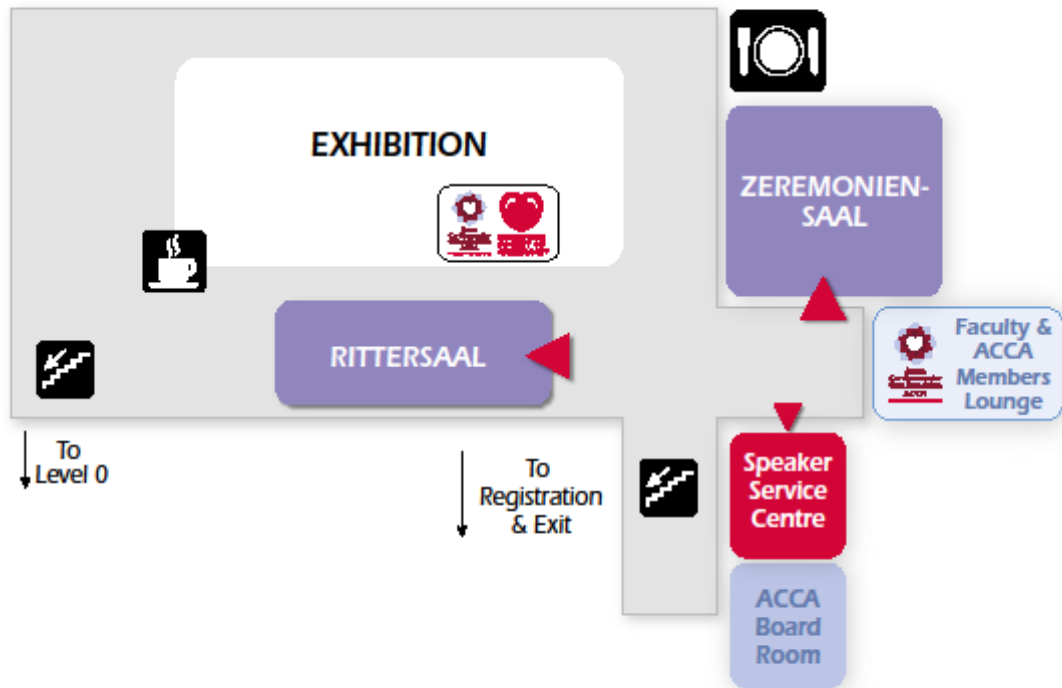 EXHIBITION
ZEREMONIEN-
SAAL
RITTERSAAL
Faculty &
ACCA
Members
Lounge
To
Level 0
To
Registration
& Exit
Speaker
Service
Centre
ACCA
Board
Room